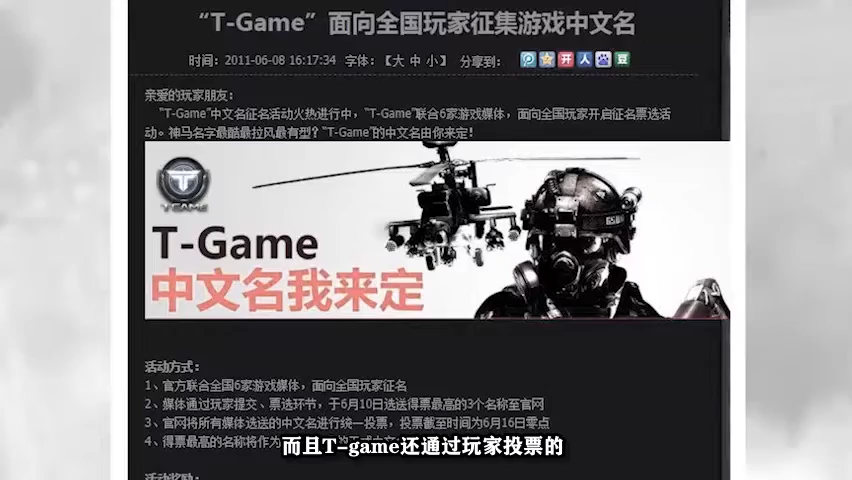 “T-Game”面向全国玩家征集游戏中文名
时间：2011-06-08 16:17:34 字体：【大 中 小】 分享到：
开 人 豆
亲爱的玩家朋友：
“T-Game”中文名征名活动火热进行中，“T-Game”联合6家游戏媒体，面向全国玩家开启征名票选活
动。神马名字最酷最拉风最有型？“T-Game”的中文名由你来定！
T-GAME
T-Game
中文名我来定
活动方式：
1、官方联合全国6家游戏媒体，面向全国玩家征名
2、媒体通过玩家提交、票选环节，于6月10日选送得票最高的3个名称至官网
3、官网将所有媒体选送的中文名进行统一投票，投票截至时间为6月16日零点
4、得票最高的名称将作为
而且T-game还通过玩家投票的
活动奖励：